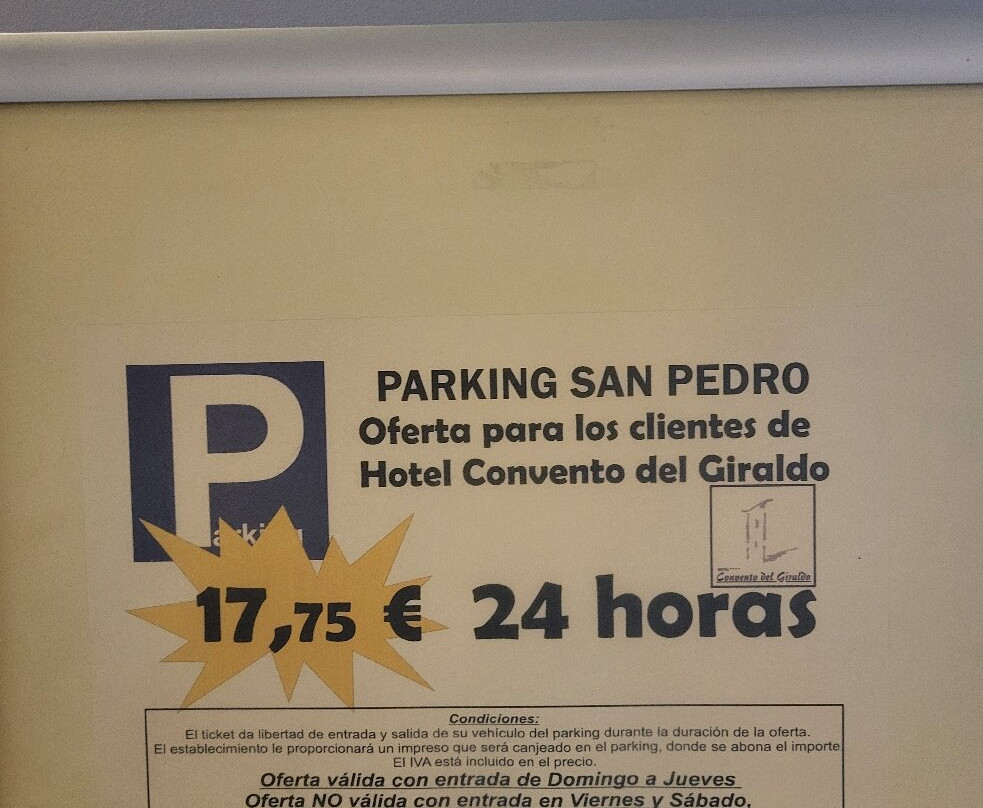 P
arking
PARKING SAN PEDRO
Oferta para los clientes de
Hotel Convento del Giraldo
Convento del Giraldo
17,75 € 24 horas
Condiciones:
El ticket da libertad de entrada y salida de su vehículo del parking durante la duración de la oferta.
El establecimiento le proporcionará un impreso que será canjeado en el parking, donde se abona el importe
El IVA está incluido en el precio.
Oferta válida con entrada de Domingo a Jueves
Oferta NO válida con entrada en Viernes y Sábado,